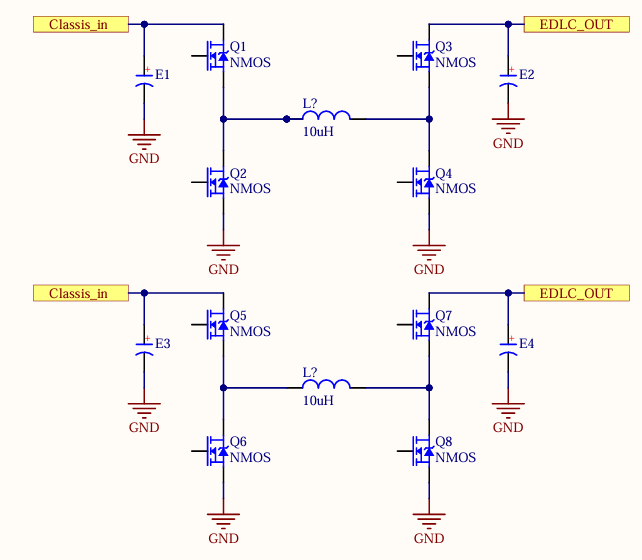 Classis_in
Q1
NMOS
Q3
NMOS
EDLC_OUT
+
E1
+
E2
L?
10uH
GND
GND
Q2
NMOS
Q4
NMOS
GND
GND
Classis_in
EDLC_OUT
Q5
NMOS
Q7
NMOS
+
E3
+
E4
L?
10uH
GND
GND
Q6
NMOS
Q8
NMOS
GND
GND